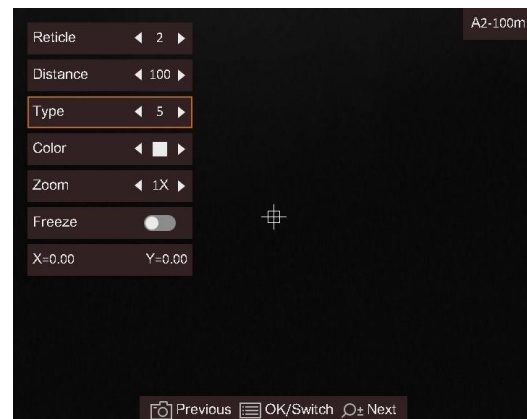 A2-100m
Reticle 2
Distance 100
Type 5
Color
Zoom 1X
Freeze
X=0.00 Y=0.00
Previous OK/Switch Next